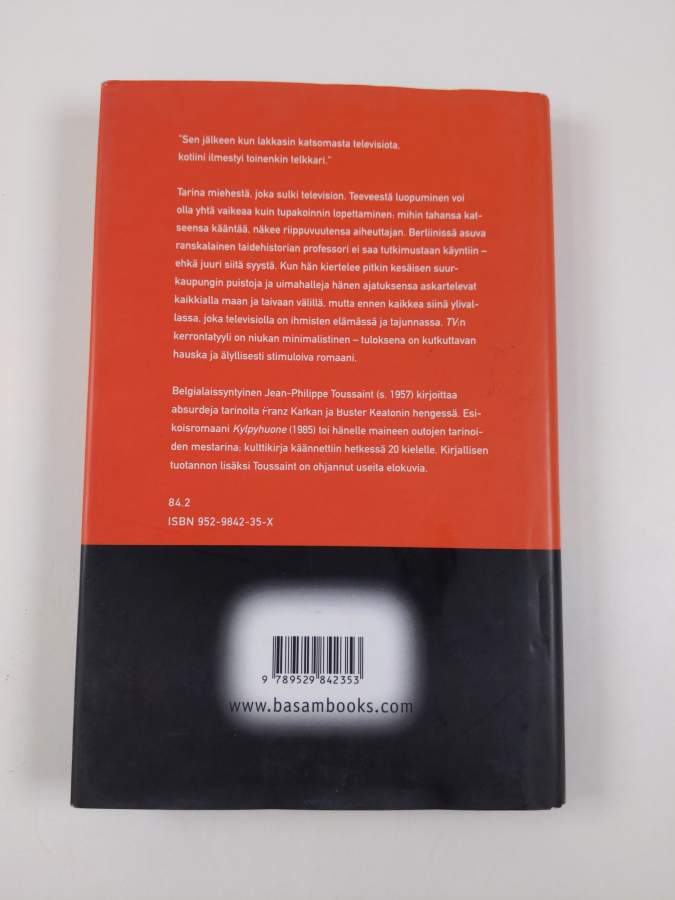 "Sen jälkeen kun lakkasin katsomasta televisiota,
kotiini ilmestyi toinenkin telkkari."
Tarina miehestä, joka sulki television. Teeveestä luopuminen voi
olla yhtä vaikeaa kuin tupakoinnin lopettaminen: mihin tahansa kat-
seensa kääntää, näkee riippuvuutensa aiheuttajan. Berliinissä asuva
ranskalainen taidehistorian professori ei saa tutkimustaan käyntiin –
ehkä juuri siitä syystä. Kun hän kiertelee pitkin kesäisen suur-
kaupungin puistoja ja uimahalleja hänen ajatuksensa askartelevat
kaikkialla maan ja taivaan välillä, mutta ennen kaikkea siinä ylival-
lassa, joka televisiolla on ihmisten elämässä ja tajunnassa. TV:n
kerrontatyyli on niukan minimalistinen – tuloksena on kutkuttavan
hauska ja älyllisesti stimuloiva romaani.
Belgialaissyntyinen Jean-Philippe Toussaint (s. 1957) kirjoittaa
absurdeja tarinoita Franz Kafkan ja Buster Keatonin hengessä. Esi-
koisromaani Kylpyhuone (1985) toi hänelle maineen outojen tarinoi-
den mestarina; kulttikirja käännettiin hetkessä 20 kielelle. Kirjallisen
tuotannon lisäksi Toussaint on ohjannut useita elokuvia.
84.2
ISBN 952-9842-35-X
9 789529 842353
www.basambooks.com